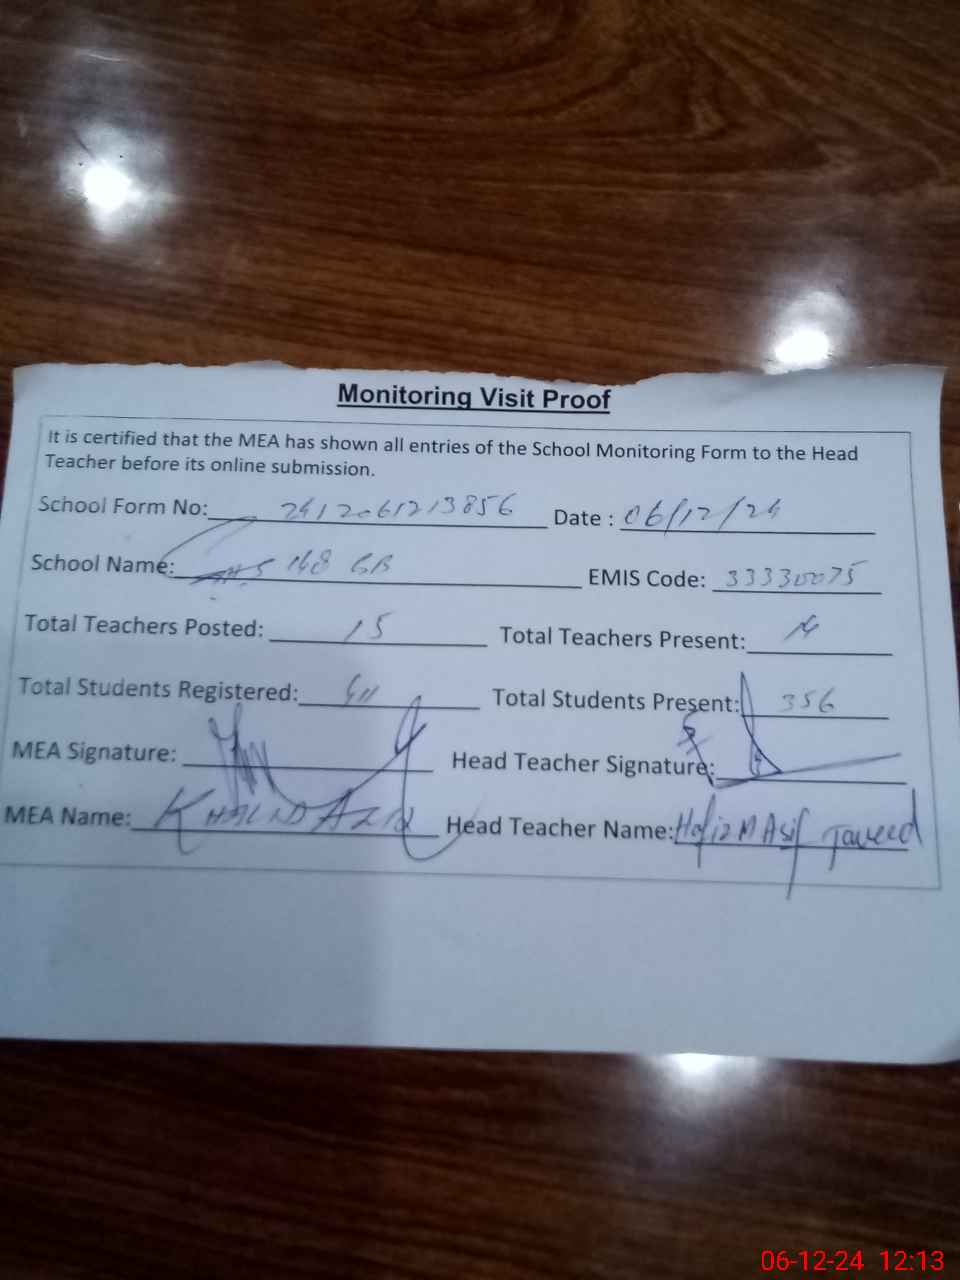 Monitoring Visit Proof
It is certified that the MEA has shown all entries of the School Monitoring Form to the Head
Teacher before its online submission.
School Form No: 2412061213856 Date : 06/12/24
School Name: 148 GB EMIS Code: 33330075
Total Teachers Posted: 15 Total Teachers Present: 14
Total Students Registered: 411 Total Students Present: 356
MEA Signature: Head Teacher Signature:
MEA Name: KHALID AZIZ Head Teacher Name: Hafiz M Asif Javeed
06-12-24 12:13